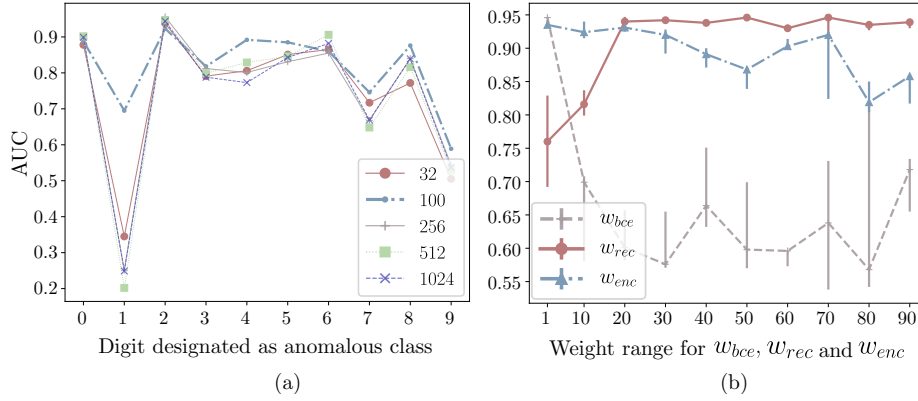 AUC
0.9
0.8
0.7
0.6
0.5
0.4
0.3
0.2
32
100
256
512
1024
0 1 2 3 4 5 6 7 8 9
Digit designated as anomalous class
(a)
0.95
0.90
0.85
0.80
0.75
0.70
0.65
0.60
0.55
w_bce
w_rec
w_enc
1 10 20 30 40 50 60 70 80 90
Weight range for w_bce, w_rec and w_enc
(b)